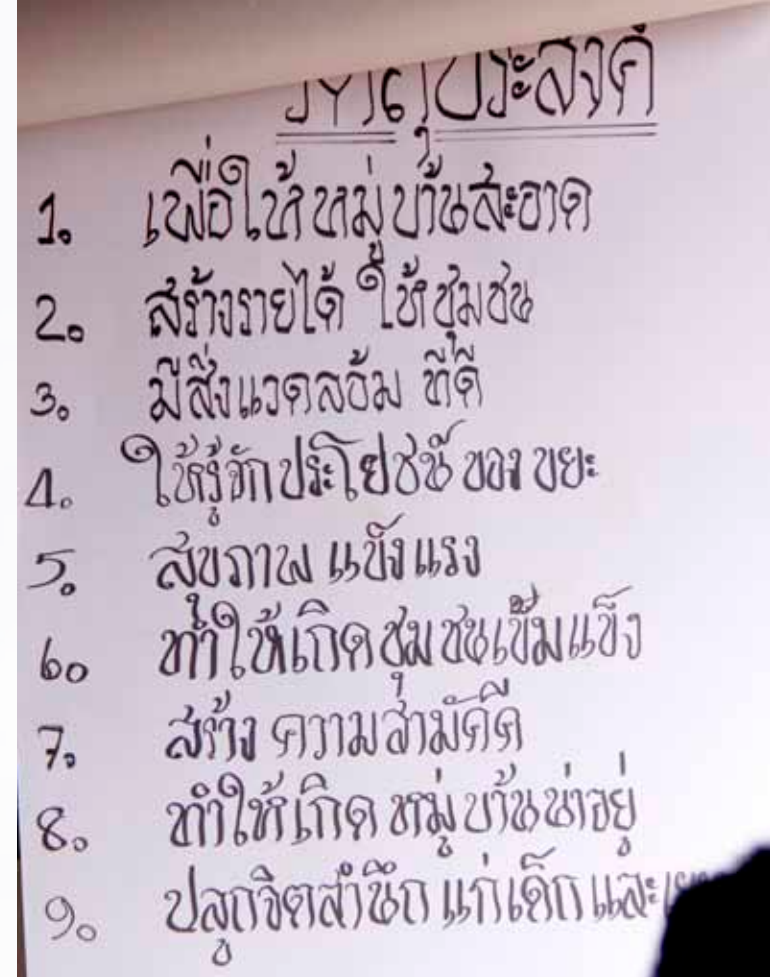 วัตถุประสงค์
1. เพื่อให้หมู่บ้านสะอาด
2. สร้างรายได้ ให้ชุมชน
3. มีสิ่งแวดล้อม ที่ดี
4. ให้รู้จักประโยชน์ ของ ขยะ
5. สุขภาพ แข็งแรง
6. ทำให้เกิดชุมชนเข้มแข็ง
7. สร้าง ความสามัคคี
8. ทำให้เกิด หมู่บ้านน่าอยู่
9. ปลูกจิตสำนึก แก่เด็ก และ